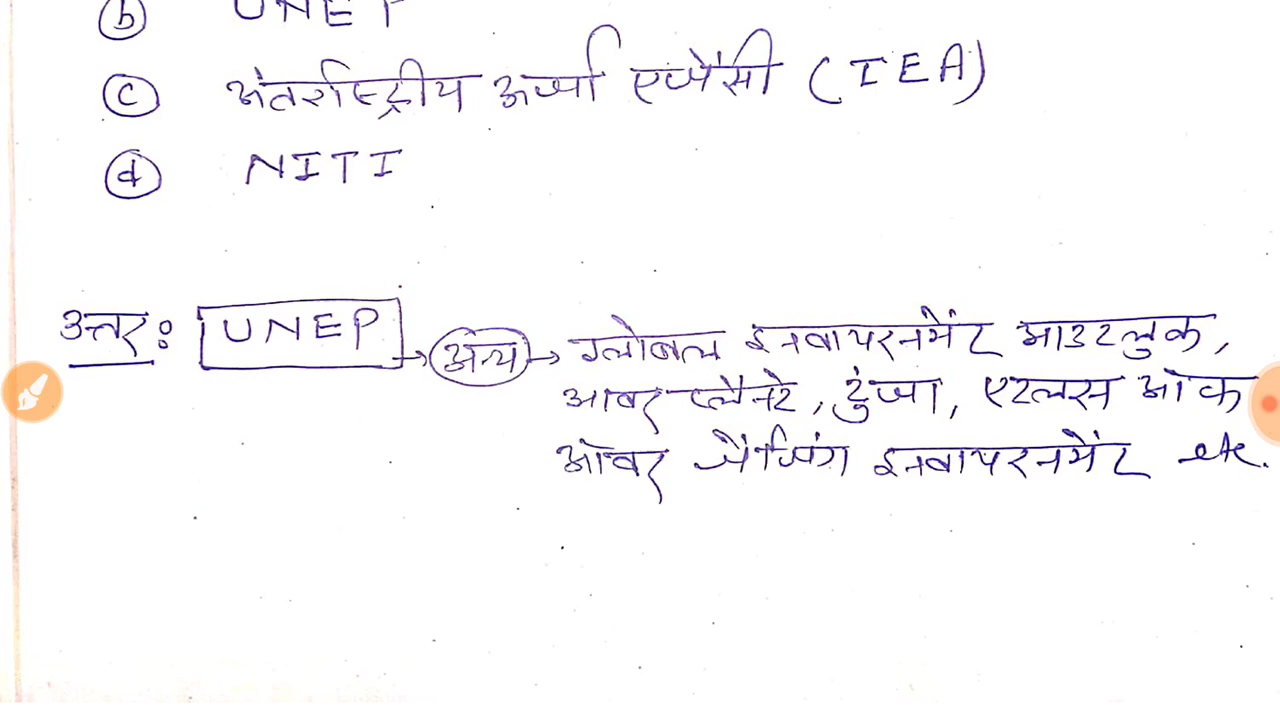 (b) UNEP
(c) अंतर्राष्ट्रीय ऊर्जा एजेंसी (IEA)
(d) NITI
उत्तर: UNEP → अन्य → ग्लोबल इनवायरनमेंट आउटलुक,
आवर प्लैनेट, टुंजा, एटलस ऑफ
ऑवर चैंजिंग इनवायरनमेंट etc.